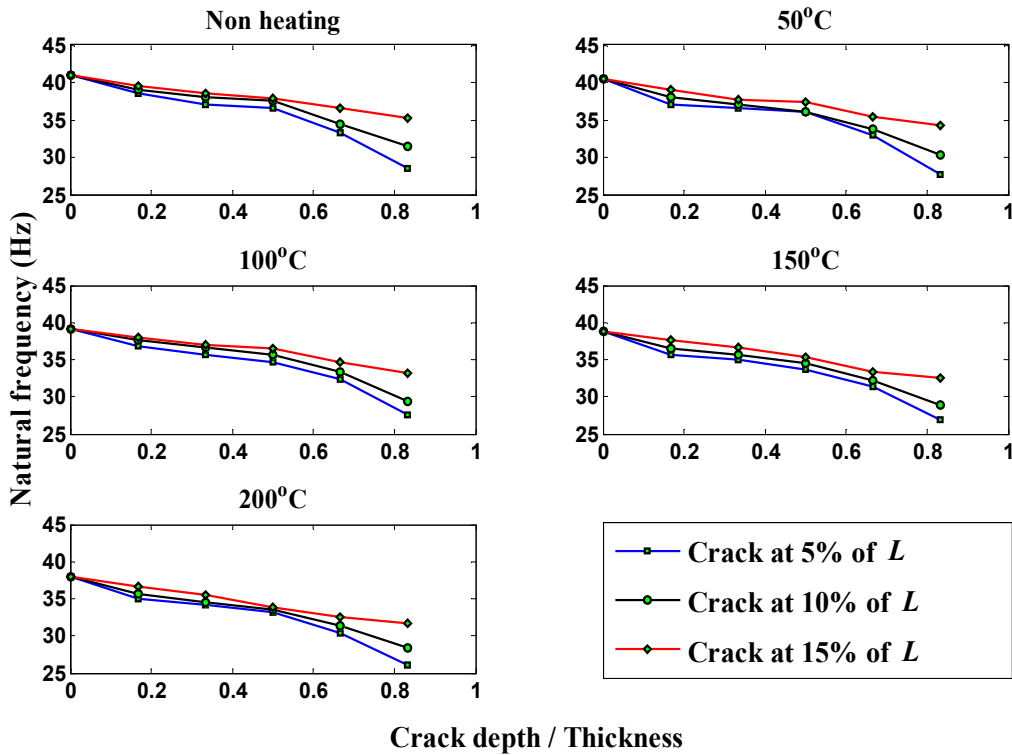 Non heating
45
40
35
30
25
0 0.2 0.4 0.6 0.8 1
50°C
45
40
35
30
25
0 0.2 0.4 0.6 0.8 1
100°C
45
40
35
30
25
0 0.2 0.4 0.6 0.8 1
150°C
45
40
35
30
25
0 0.2 0.4 0.6 0.8 1
200°C
45
40
35
30
25
0 0.2 0.4 0.6 0.8 1
Natural frequency (Hz)
Crack at 5% of L
Crack at 10% of L
Crack at 15% of L
Crack depth / Thickness